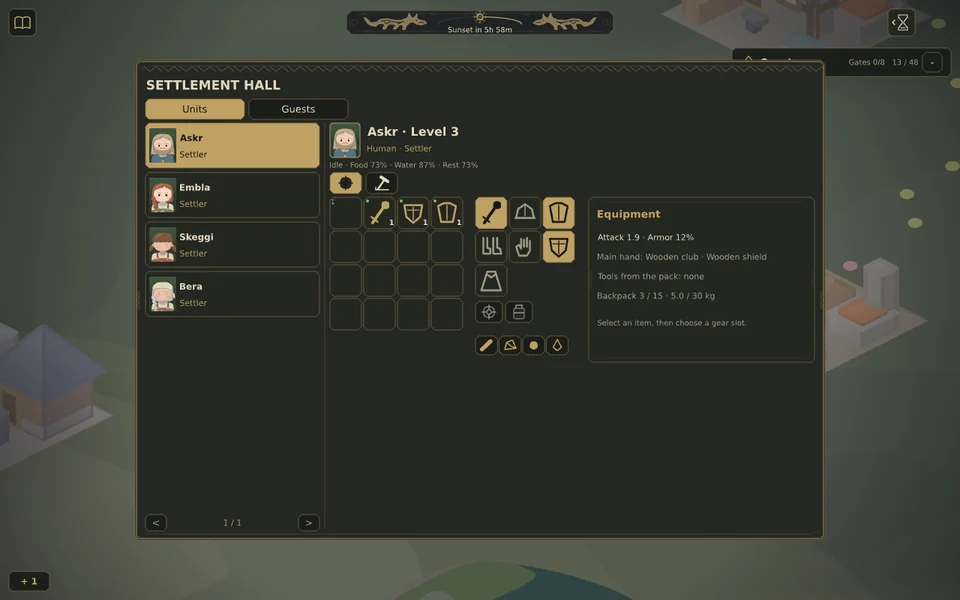 Sunset in 5h 58m
Gates 0/8 13 / 48 -
SETTLEMENT HALL
Units
Guests
Askr
Settler
Embla
Settler
Skeggi
Settler
Bera
Settler
< 1 / 1 >
Askr · Level 3
Human · Settler
Idle · Food 73% · Water 87% · Rest 73%
1 1 1
Equipment
Attack 1.9 · Armor 12%
Main hand: Wooden club · Wooden shield
Tools from the pack: none
Backpack 3 / 15 · 5.0 / 30 kg
Select an item, then choose a gear slot.
+ 1